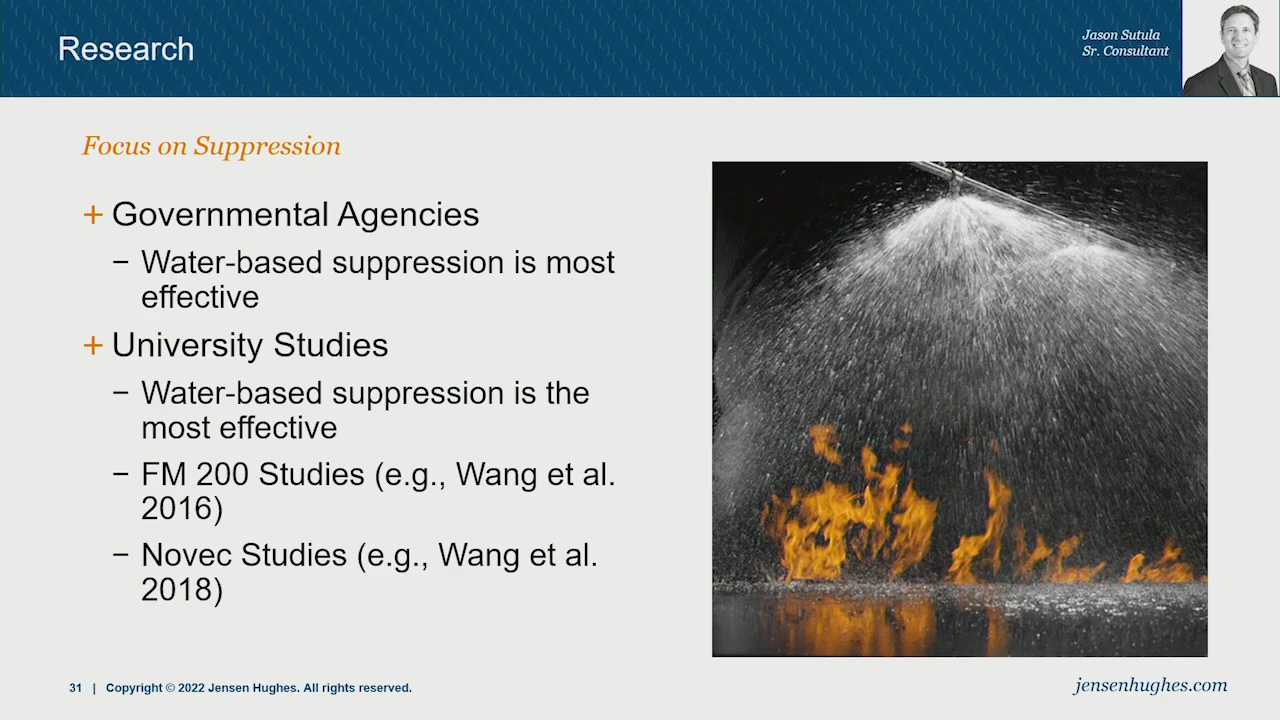 Research
Jason Sutula
Sr. Consultant
Focus on Suppression
+ Governmental Agencies
− Water-based suppression is most
effective
+ University Studies
− Water-based suppression is the
most effective
− FM 200 Studies (e.g., Wang et al.
2016)
− Novec Studies (e.g., Wang et al.
2018)
31 | Copyright © 2022 Jensen Hughes. All rights reserved.
jensenhughes.com